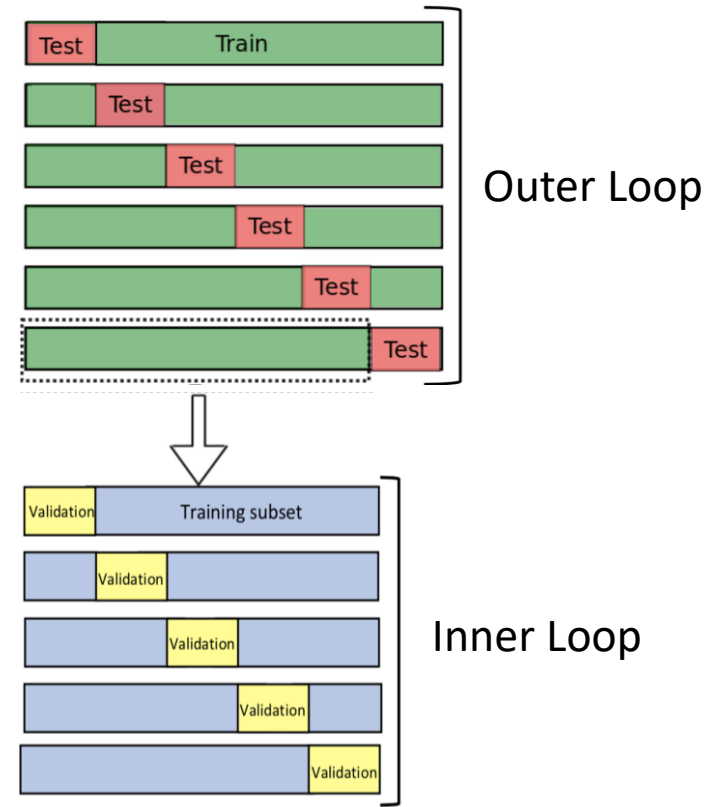 Test Train
Test
Test
Outer Loop
Test
Test
Test
Validation Training subset
Validation
Validation
Inner Loop
Validation
Validation